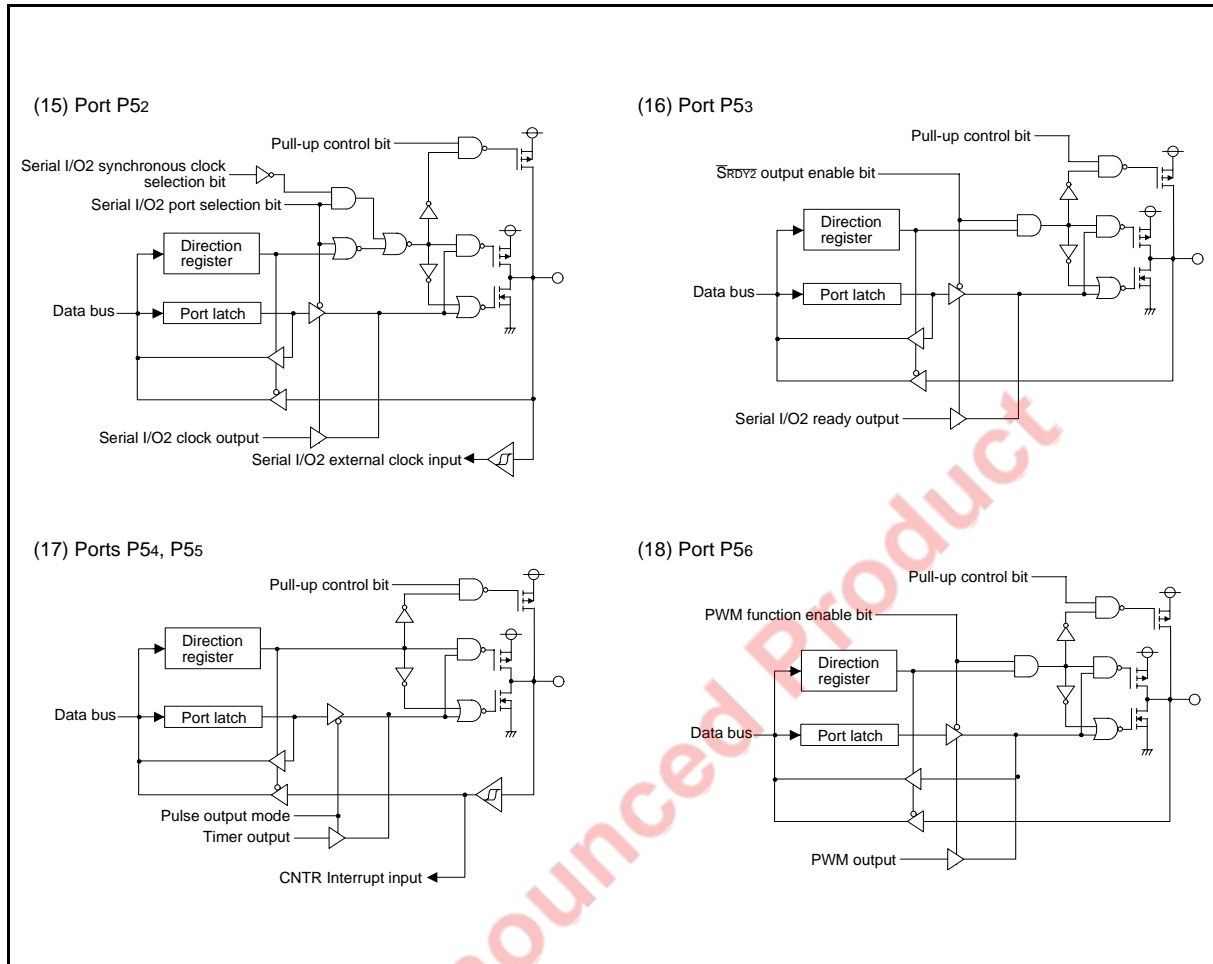 (15) Port P52
Pull-up control bit
Serial I/O2 synchronous clock
selection bit
Serial I/O2 port selection bit
Direction
register
Data bus
Port latch
Serial I/O2 clock output
Serial I/O2 external clock input
(16) Port P53
Pull-up control bit
SRDY2 output enable bit
Direction
register
Data bus
Port latch
Serial I/O2 ready output
(17) Ports P54, P55
Pull-up control bit
Direction
register
Data bus
Port latch
Pulse output mode
Timer output
CNTR Interrupt input
(18) Port P56
Pull-up control bit
PWM function enable bit
Direction
register
Data bus
Port latch
PWM output
ounced Product